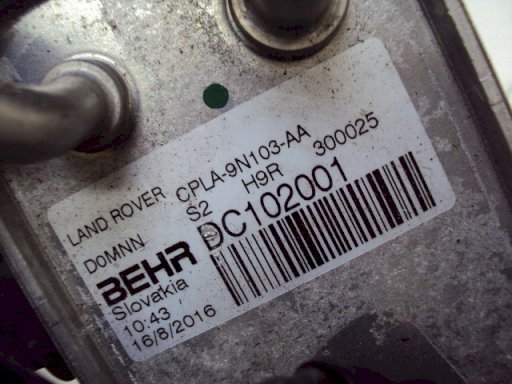 LAND ROVER CPLA-9N103-AA
DOMNN S2 H9R 300025
BEHR DC102001
Slovakia
10:43
16/8/2016